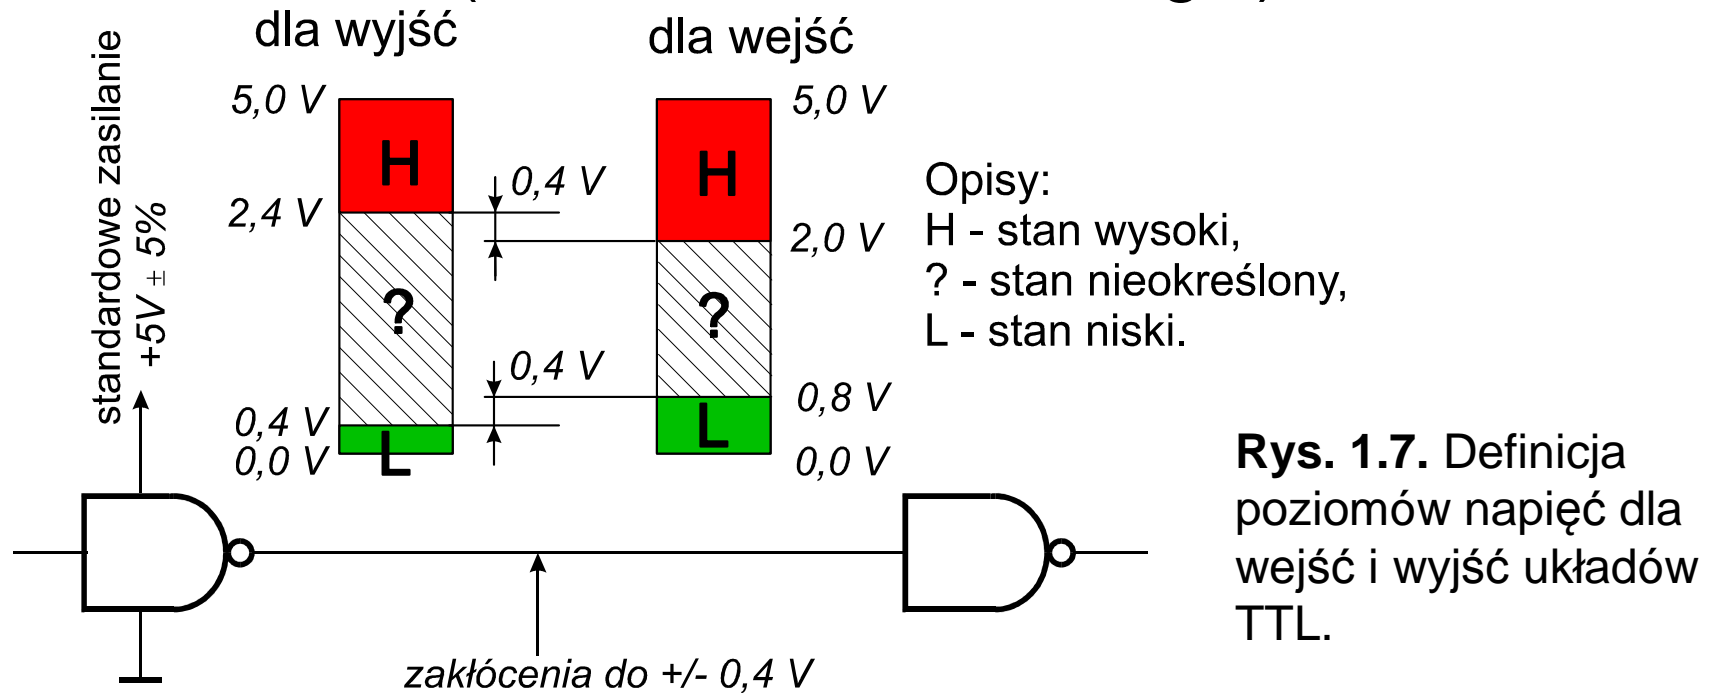 dla wyjść
dla wejść
standardowe zasilanie
+5V ± 5%
5,0 V
H
2,4 V
?
0,4 V
L
0,0 V
0,4 V
0,4 V
5,0 V
H
2,0 V
?
0,8 V
L
0,0 V
Opisy:
H - stan wysoki,
? - stan nieokreślony,
L - stan niski.
Rys. 1.7. Definicja
poziomów napięć dla
wejść i wyjść układów
TTL.
zakłócenia do +/- 0,4 V